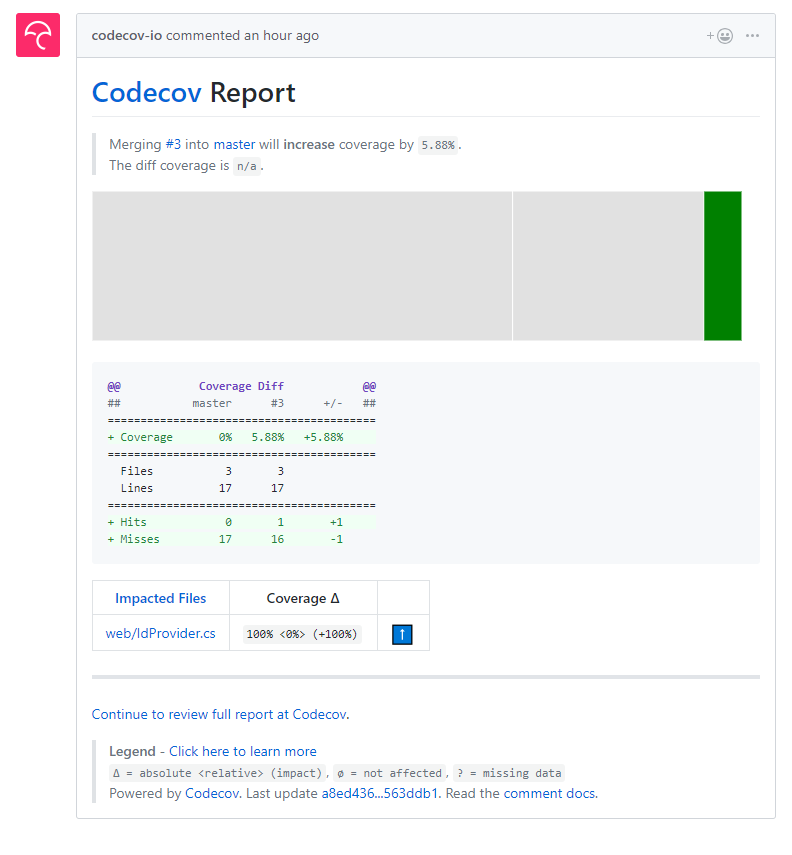 codecov-io commented an hour ago
Codecov Report
Merging #3 into master will increase coverage by 5.88%.
The diff coverage is n/a.
@@            Coverage Diff            @@
##           master      #3      +/-   ##
=========================================
+ Coverage       0%   5.88%   +5.88%
=========================================
  Files           3       3
  Lines          17      17
=========================================
+ Hits            0       1       +1
+ Misses         17      16       -1
Impacted Files Coverage Δ
web/IdProvider.cs 100% <0%> (+100%) ↑
Continue to review full report at Codecov.
Legend - Click here to learn more
Δ = absolute <relative> (impact), ø = not affected, ? = missing data
Powered by Codecov. Last update a8ed436...563ddb1. Read the comment docs.